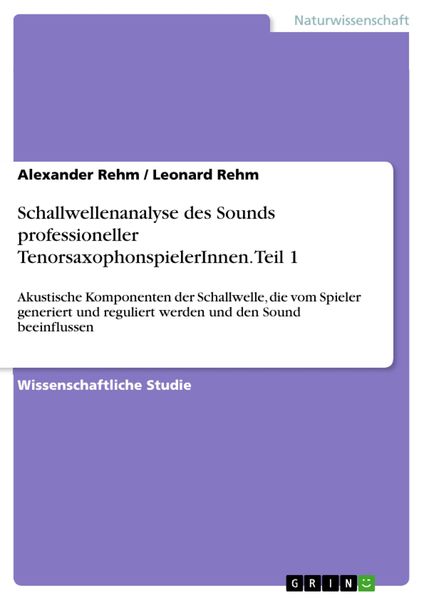 Naturwissenschaft
Alexander Rehm / Leonard Rehm
Schallwellenanalyse des Sounds
professioneller
TenorsaxophonspielerInnen. Teil 1
Akustische Komponenten der Schallwelle, die vom Spieler
generiert und reguliert werden und den Sound
beeinflussen
Wissenschaftliche Studie
GRIN